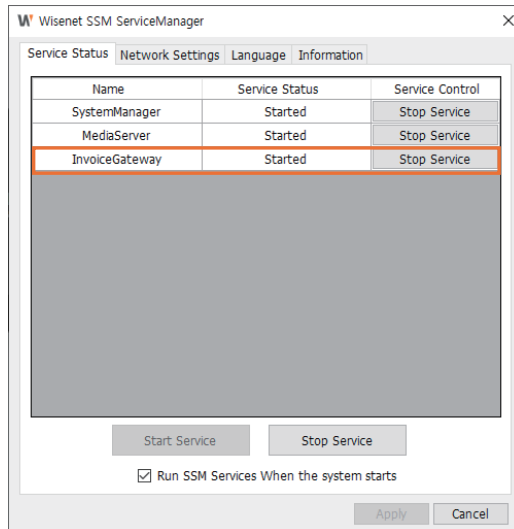 Wisenet SSM ServiceManager
Service Status Network Settings Language Information
Name Service Status Service Control
SystemManager Started Stop Service
MediaServer Started Stop Service
InvoiceGateway Started Stop Service
Start Service Stop Service
Run SSM Services When the system starts
Apply Cancel